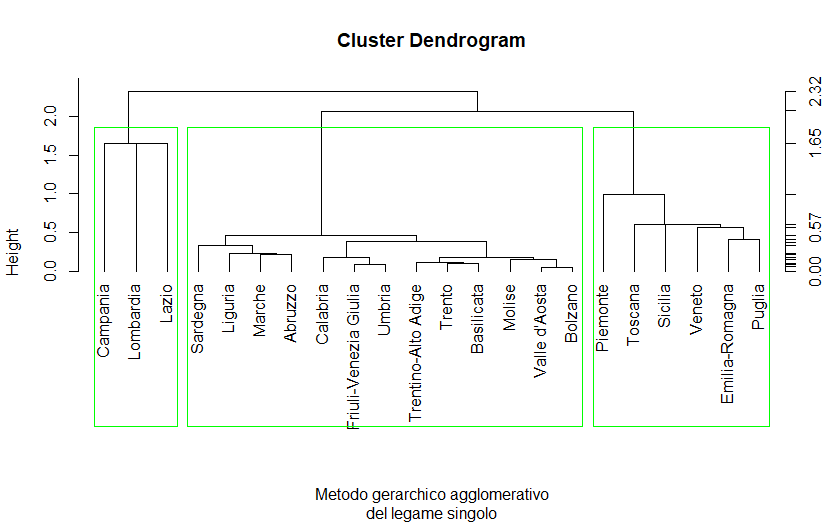 Cluster Dendrogram
Height
0.0
0.5
1.0
1.5
2.0
2.32
1.65
0.57
0.00
Campania
Lombardia
Lazio
Sardegna
Liguria
Marche
Abruzzo
Calabria
Friuli-Venezia Giulia
Umbria
Trentino-Alto Adige
Trento
Basilicata
Molise
Valle d'Aosta
Bolzano
Piemonte
Toscana
Sicilia
Veneto
Emilia-Romagna
Puglia
Metodo gerarchico agglomerativo
del legame singolo